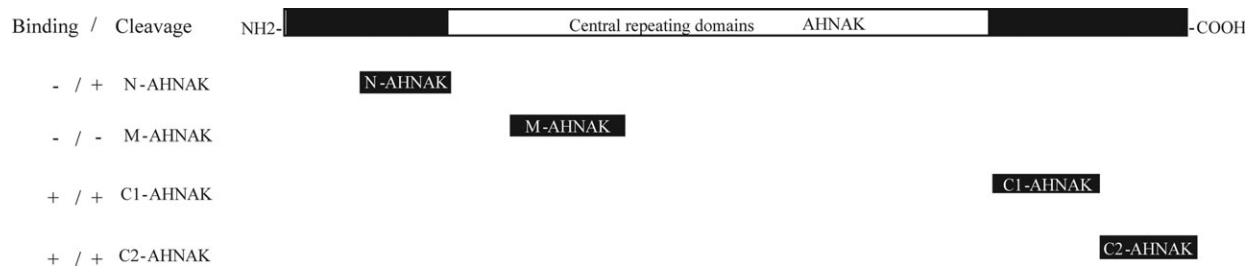 Binding / Cleavage NH2- Central repeating domains AHNAK -COOH
- / + N-AHNAK N-AHNAK
- / - M-AHNAK M-AHNAK
+ / + C1-AHNAK C1-AHNAK
+ / + C2-AHNAK C2-AHNAK